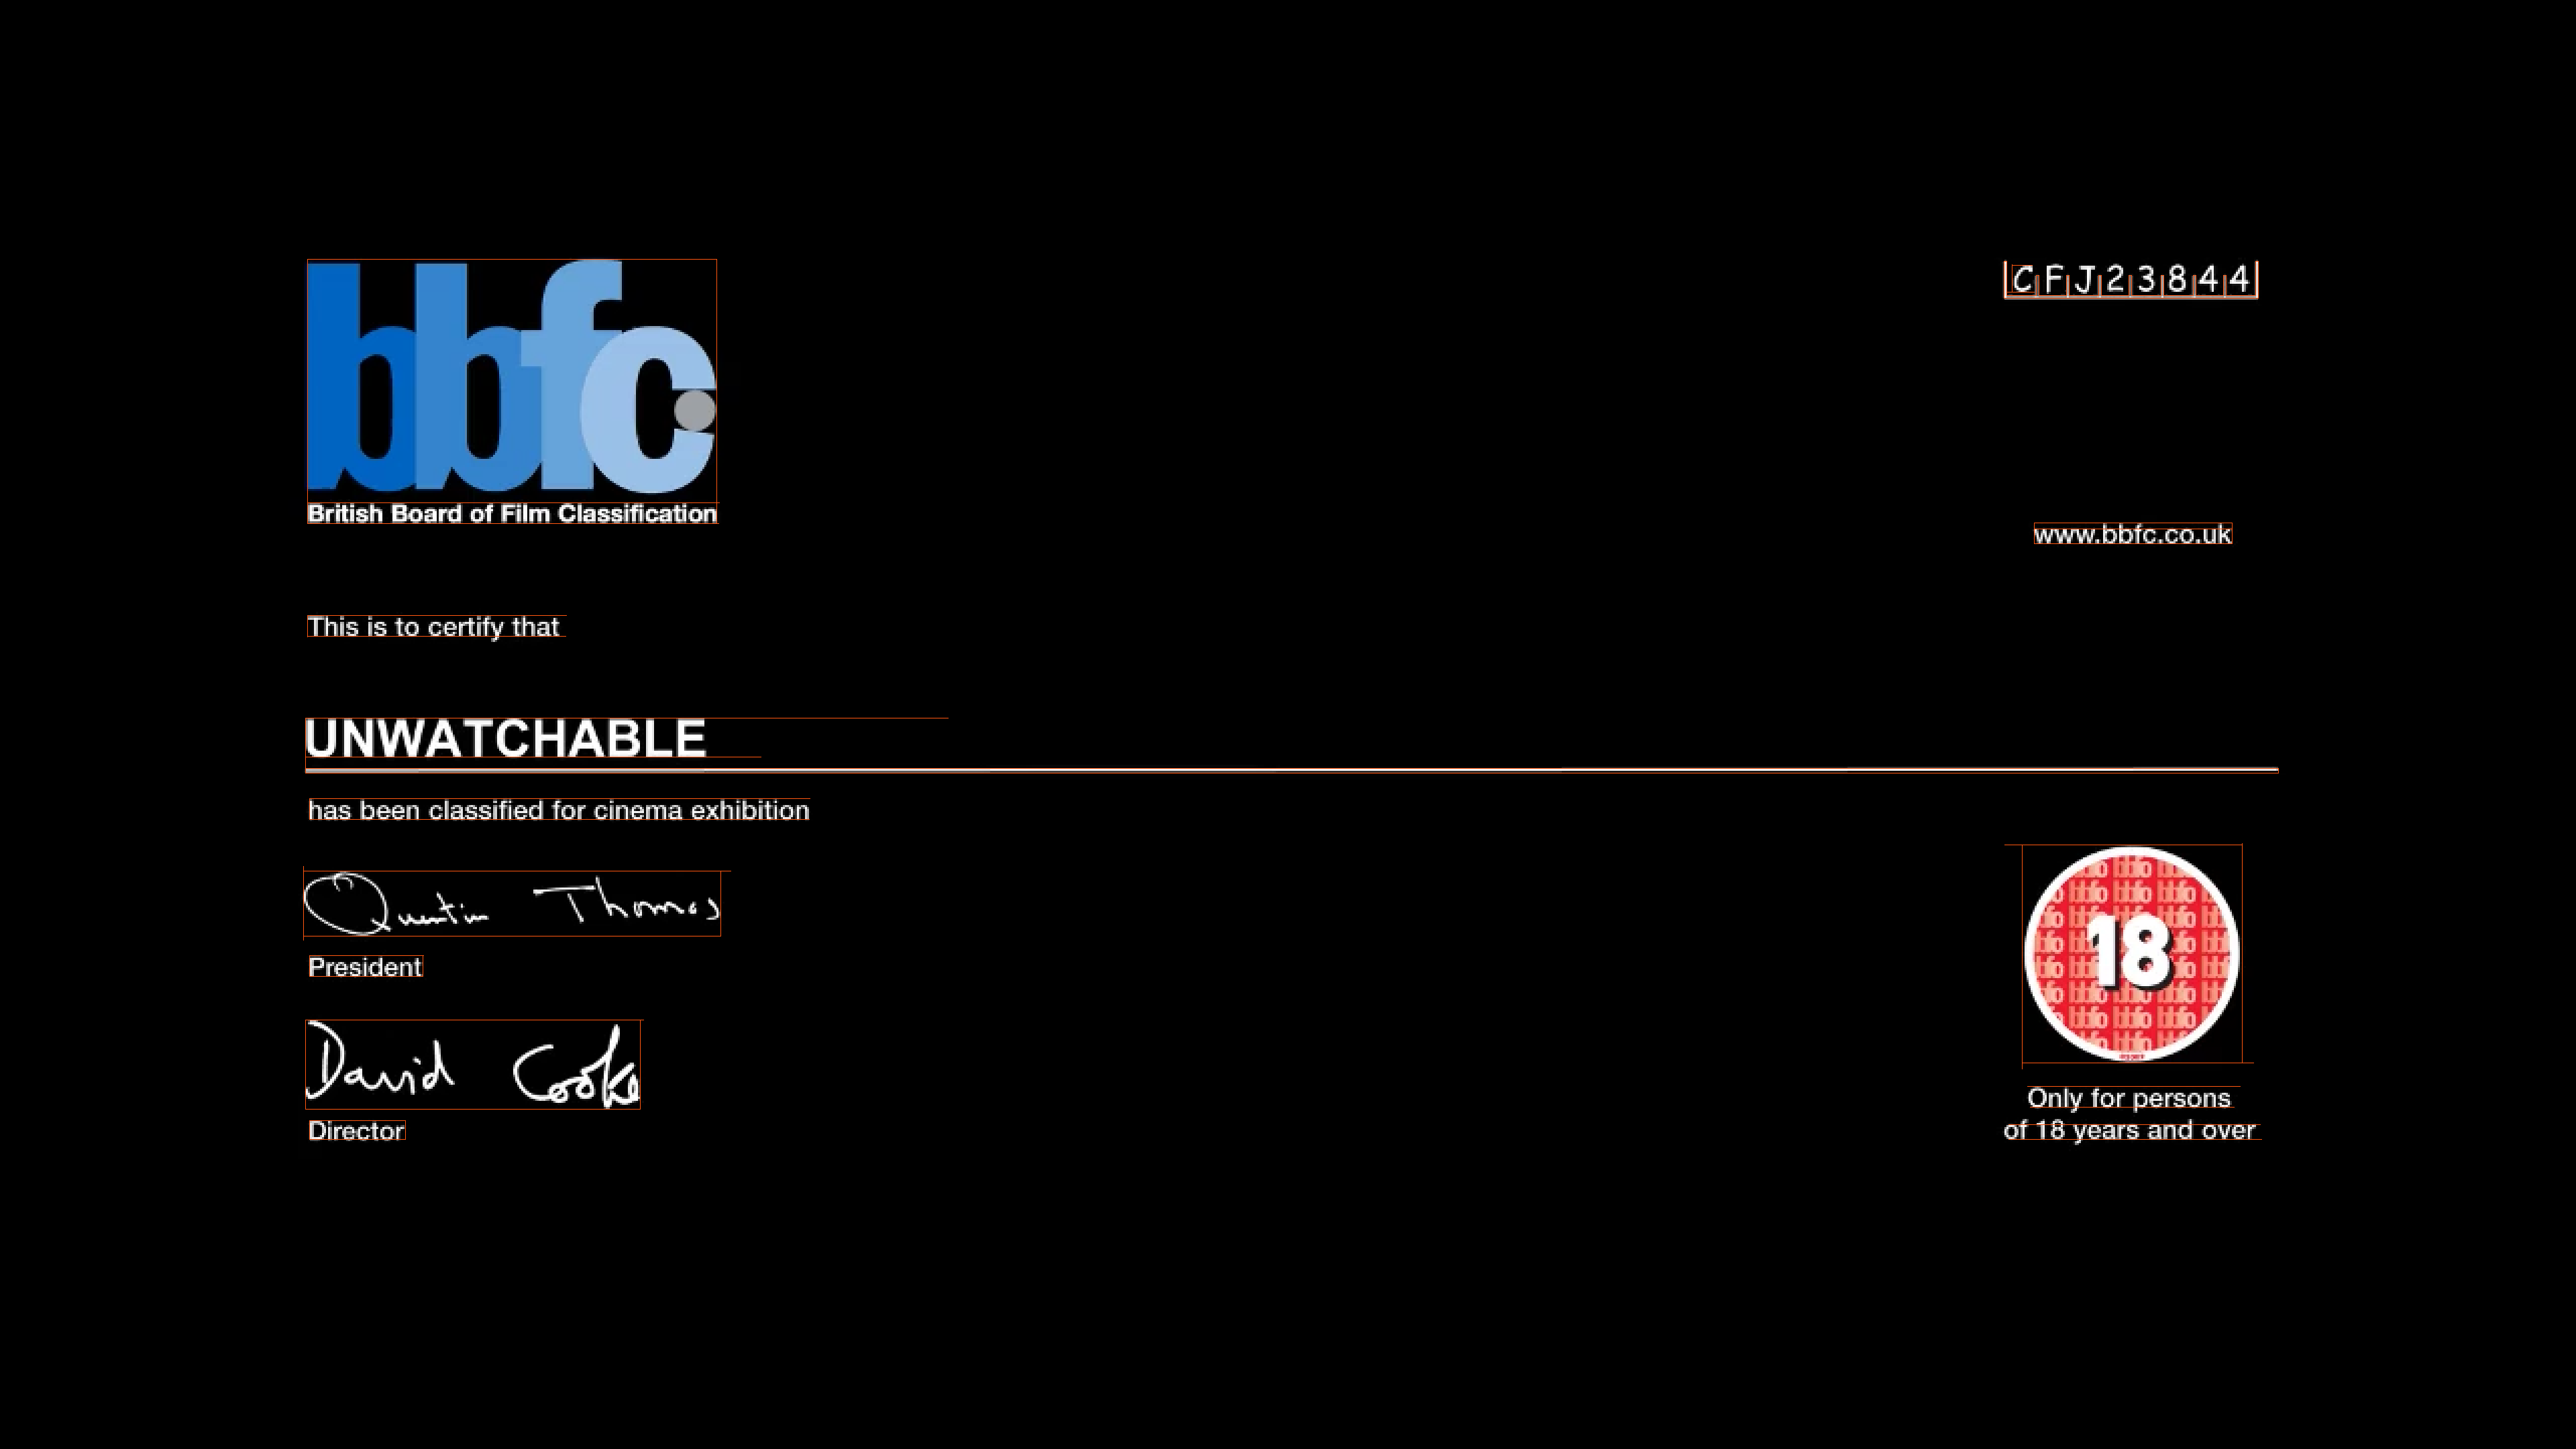 bbfc
CFJ23844
British Board of Film Classification
www.bbfc.co.uk
This is to certify that
UNWATCHABLE
has been classified for cinema exhibition
Quentin Thomas
President
18
David Cooke
Only for persons
Director
of 18 years and over